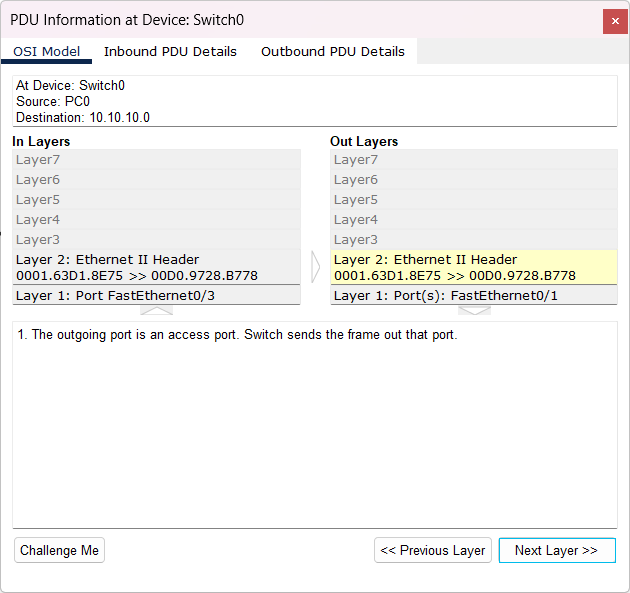 PDU Information at Device: Switch0
OSI Model Inbound PDU Details Outbound PDU Details
At Device: Switch0
Source: PC0
Destination: 10.10.10.0
In Layers
Layer7
Layer6
Layer5
Layer4
Layer3
Layer 2: Ethernet II Header
0001.63D1.8E75 >> 00D0.9728.B778
Layer 1: Port FastEthernet0/3
Out Layers
Layer7
Layer6
Layer5
Layer4
Layer3
Layer 2: Ethernet II Header
0001.63D1.8E75 >> 00D0.9728.B778
Layer 1: Port(s): FastEthernet0/1
1. The outgoing port is an access port. Switch sends the frame out that port.
Challenge Me << Previous Layer Next Layer >>